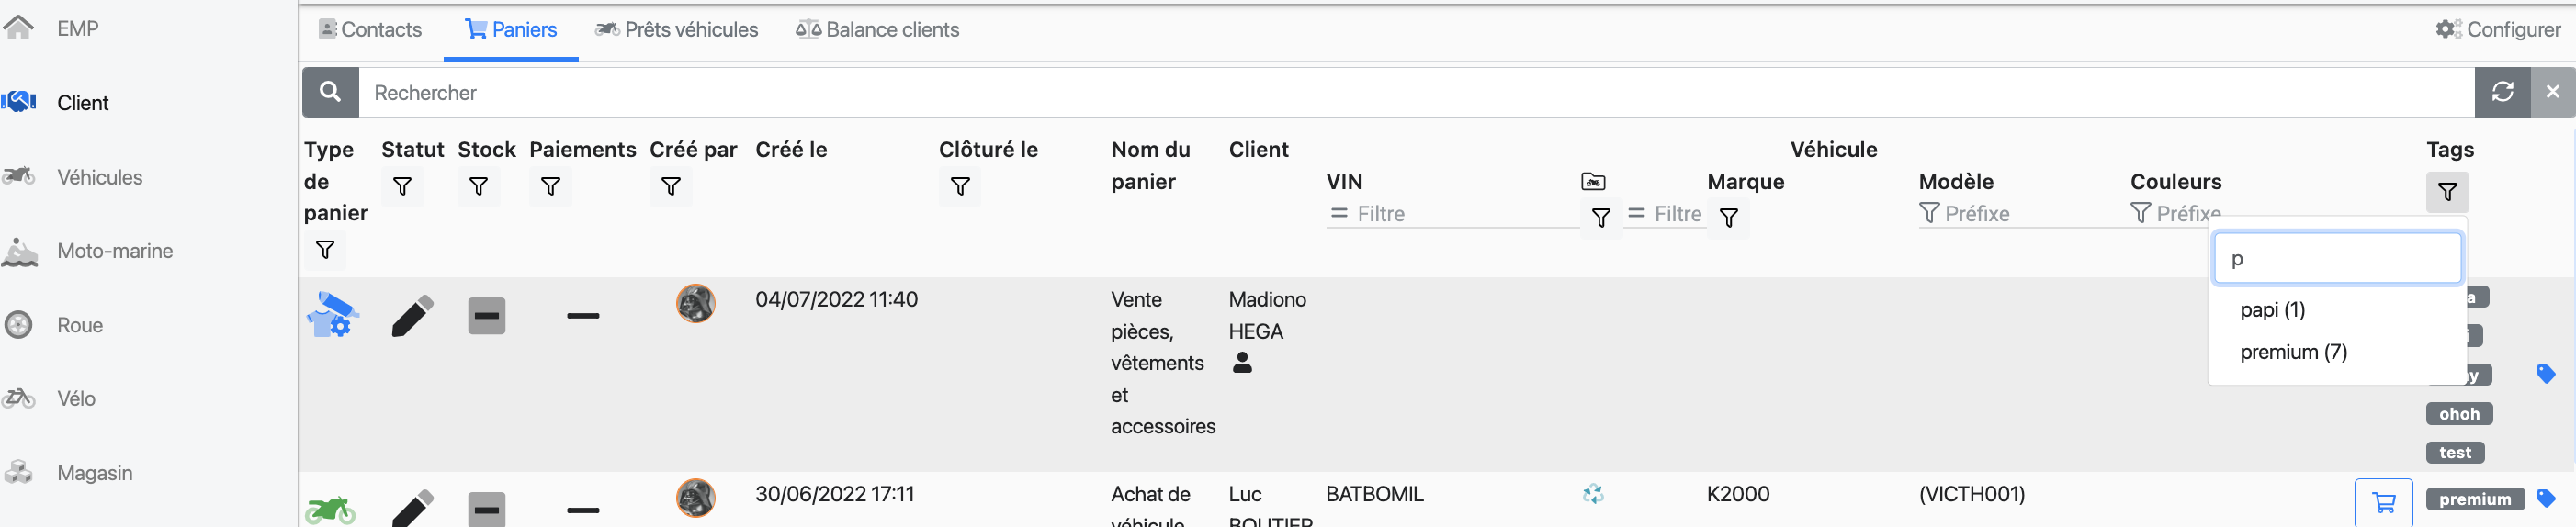 EMP
Client
Véhicules
Moto-marine
Roue
Vélo
Magasin
Contacts
Paniers
Prêts véhicules
Balance clients
Configurer
Rechercher
Type de panier
Statut
Stock
Paiements
Créé par
Créé le
Clôturé le
Nom du panier
Client
Véhicule
VIN
= Filtre
= Filtre
Marque
Modèle
Préfixe
Couleurs
Préfixe
Tags
p
papi (1)
premium (7)
04/07/2022 11:40
Vente
pièces,
vêtements
et
accessoires
Madiono
HEGA
a
y
ohoh
test
30/06/2022 17:11
Achat de
véhicule
Luc
BOUTIER
BATBOMIL
K2000
(VICTH001)
premium